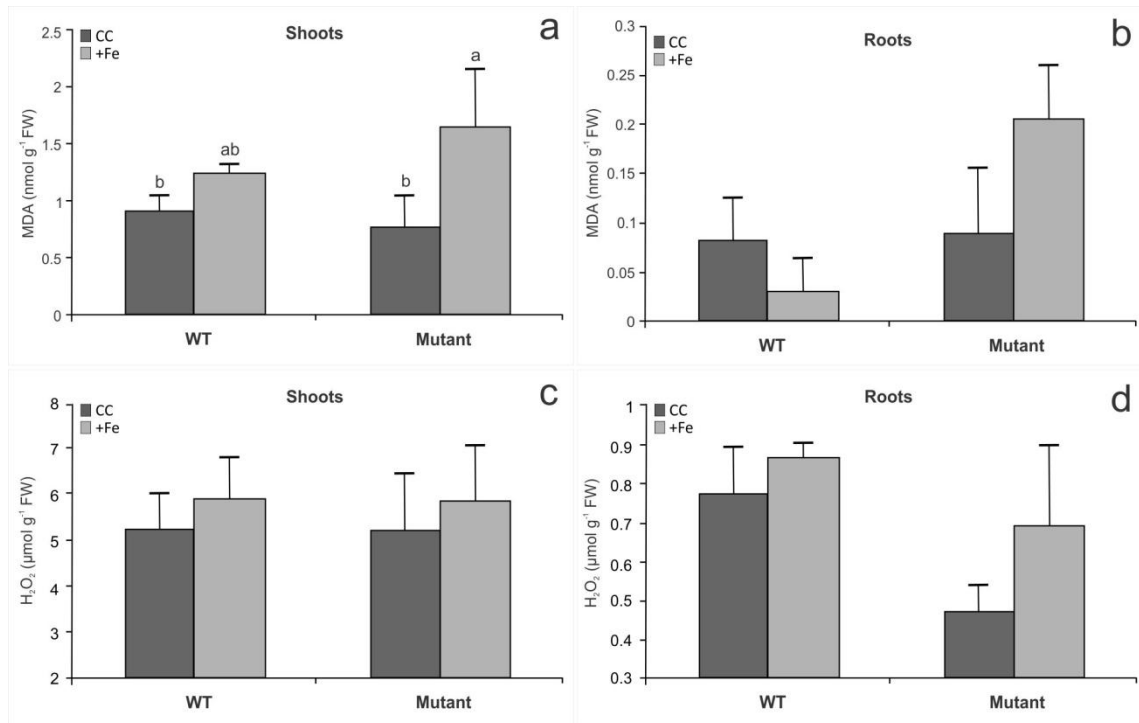 Shoots
a
CC
+Fe
MDA (nmol g⁻¹ FW)
2.5
2
1.5
1
0.5
0
b
ab
b
a
WT
Mutant
Roots
b
CC
+Fe
MDA (nmol g⁻¹ FW)
0.3
0.25
0.2
0.15
0.1
0.05
0
WT
Mutant
Shoots
c
CC
+Fe
H₂O₂ (µmol g⁻¹ FW)
8
7
6
5
4
3
2
WT
Mutant
Roots
d
CC
+Fe
H₂O₂ (µmol g⁻¹ FW)
1
0.9
0.8
0.7
0.6
0.5
0.4
0.3
WT
Mutant